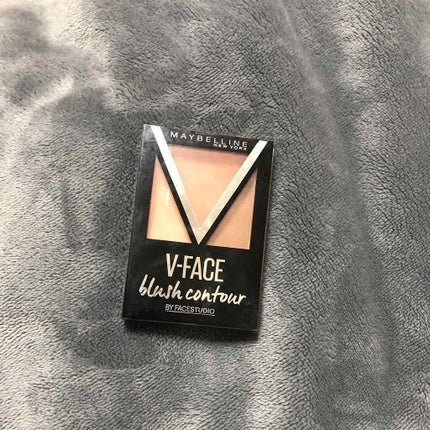 MAYBELLINE
NEW YORK
V-FACE
blush contour
BY FACESTUDIO